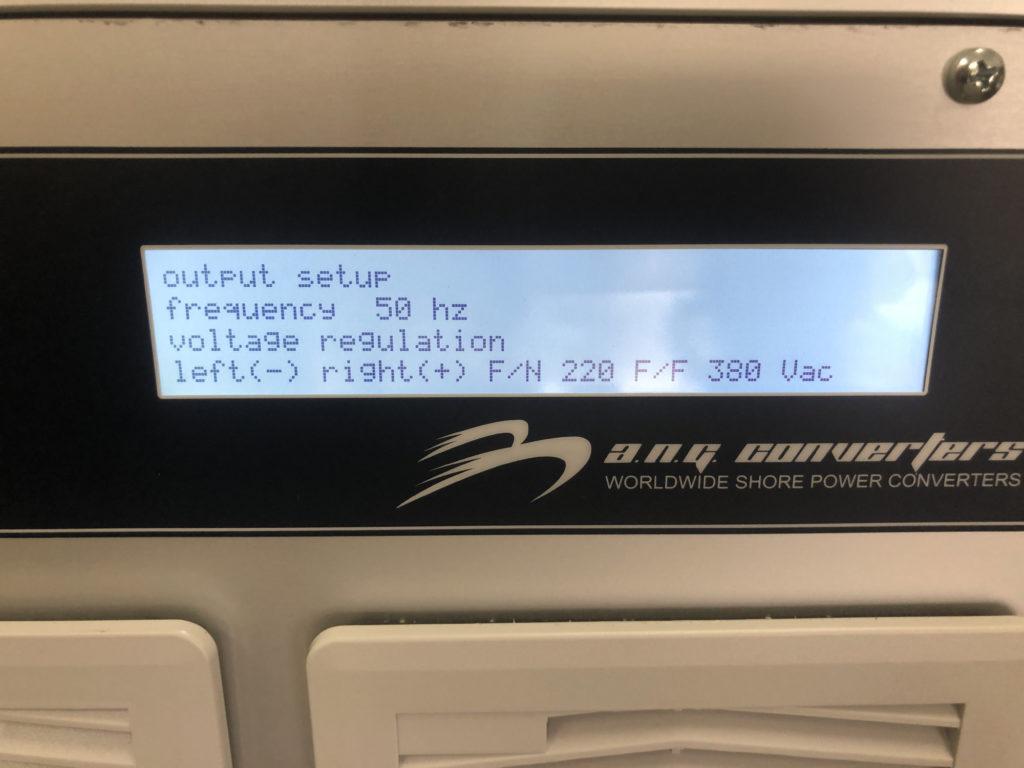 output setup
frequency 50 hz
voltage regulation
left(-) right(+) F/N 220 F/F 380 Vac
a.n.g. converters
WORLDWIDE SHORE POWER CONVERTERS